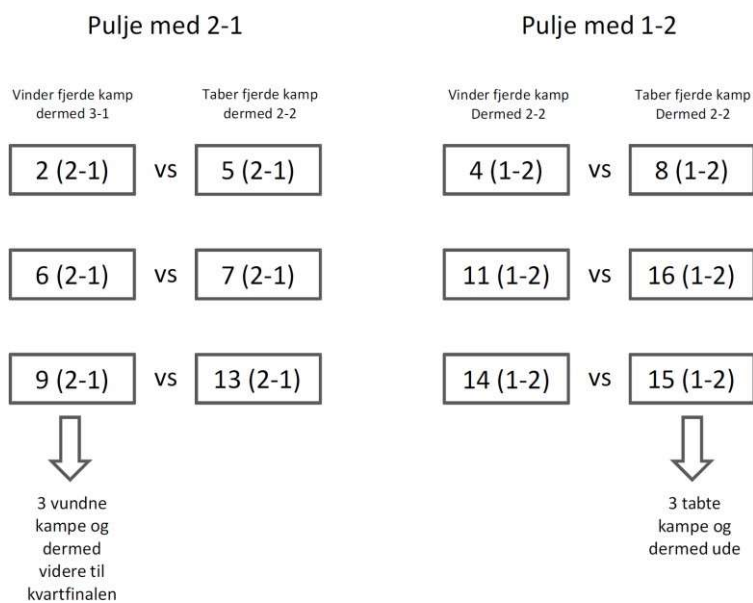 Pulje med 2-1
Pulje med 1-2
Vinder fjerde kamp
dermed 3-1
Taber fjerde kamp
dermed 2-2
Vinder fjerde kamp
Dermed 2-2
Taber fjerde kamp
Dermed 2-2
2 (2-1) vs 5 (2-1)
4 (1-2) vs 8 (1-2)
6 (2-1) vs 7 (2-1)
11 (1-2) vs 16 (1-2)
9 (2-1) vs 13 (2-1)
14 (1-2) vs 15 (1-2)
3 vundne
kampe og
dermed
videre til
kvartfinalen
3 tabte
kampe og
dermed ude